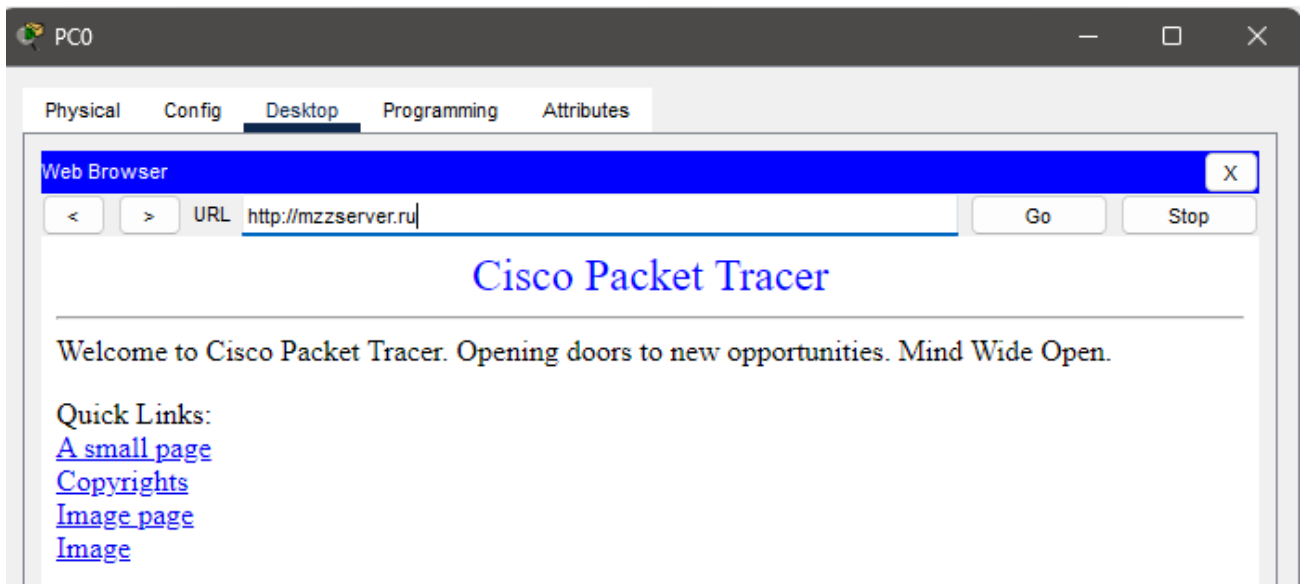 PC0
Physical Config Desktop Programming Attributes
Web Browser X
< > URL http://mzzserver.ru Go Stop
Cisco Packet Tracer
Welcome to Cisco Packet Tracer. Opening doors to new opportunities. Mind Wide Open.
Quick Links:
A small page
Copyrights
Image page
Image